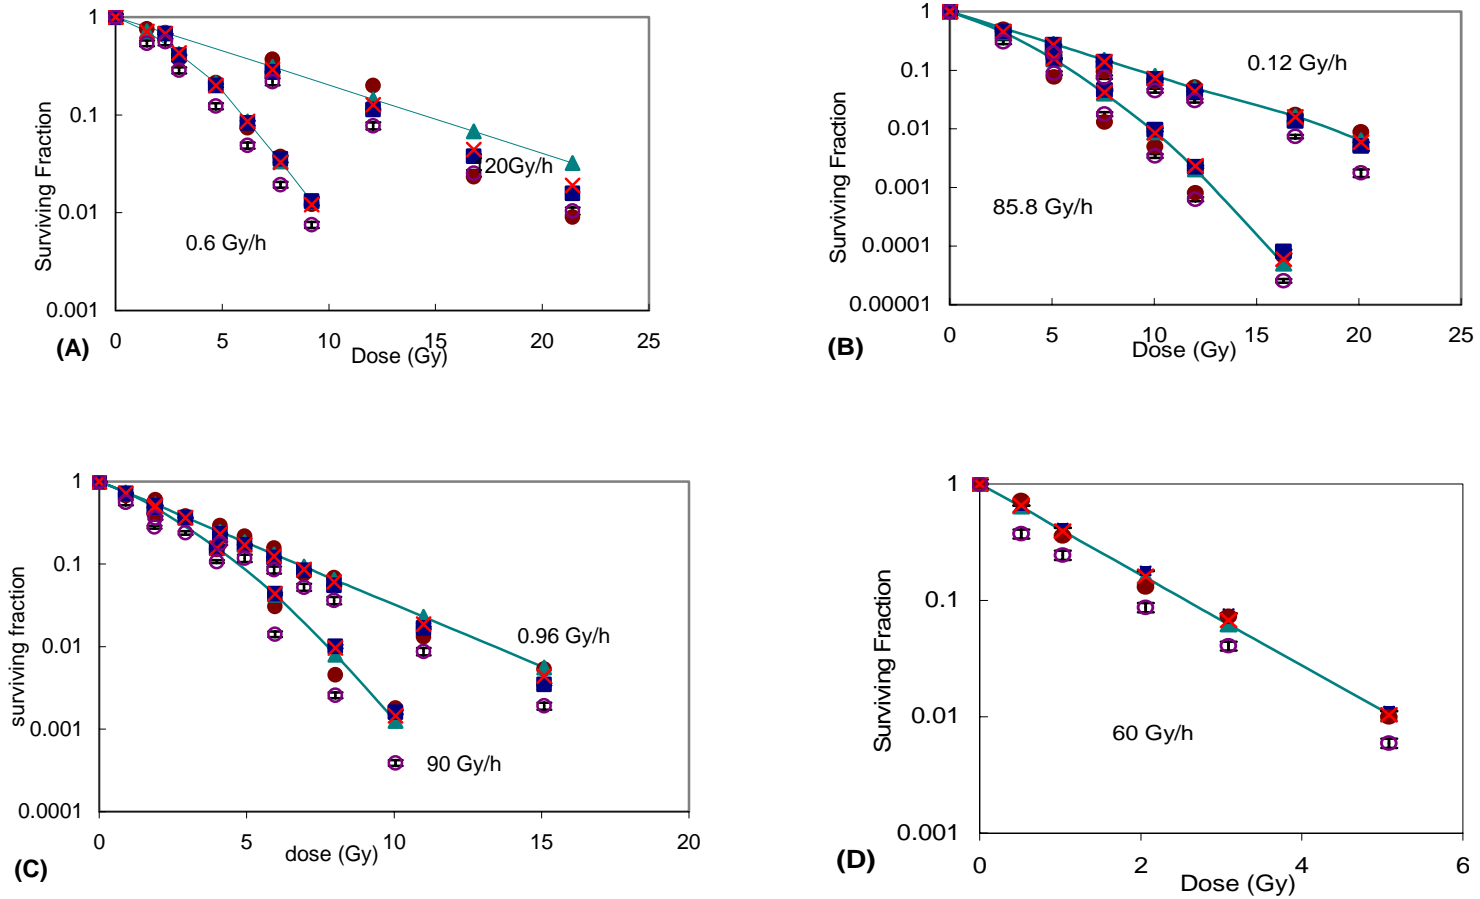 1
0.1
0.01
0.001
Surviving Fraction
120Gy/h
0.6 Gy/h
0 5 10 15 20 25
(A)
Dose (Gy)
1
0.1
0.01
0.001
0.0001
0.00001
Surviving Fraction
0.12 Gy/h
85.8 Gy/h
0 5 10 15 20 25
(B)
Dose (Gy)
1
0.1
0.01
0.001
0.0001
surviving fraction
0.96 Gy/h
90 Gy/h
0 5 10 15 20
dose (Gy)
(C)
1
0.1
0.01
0.001
Surviving Fraction
60 Gy/h
0 2 4 6
(D)
Dose (Gy)